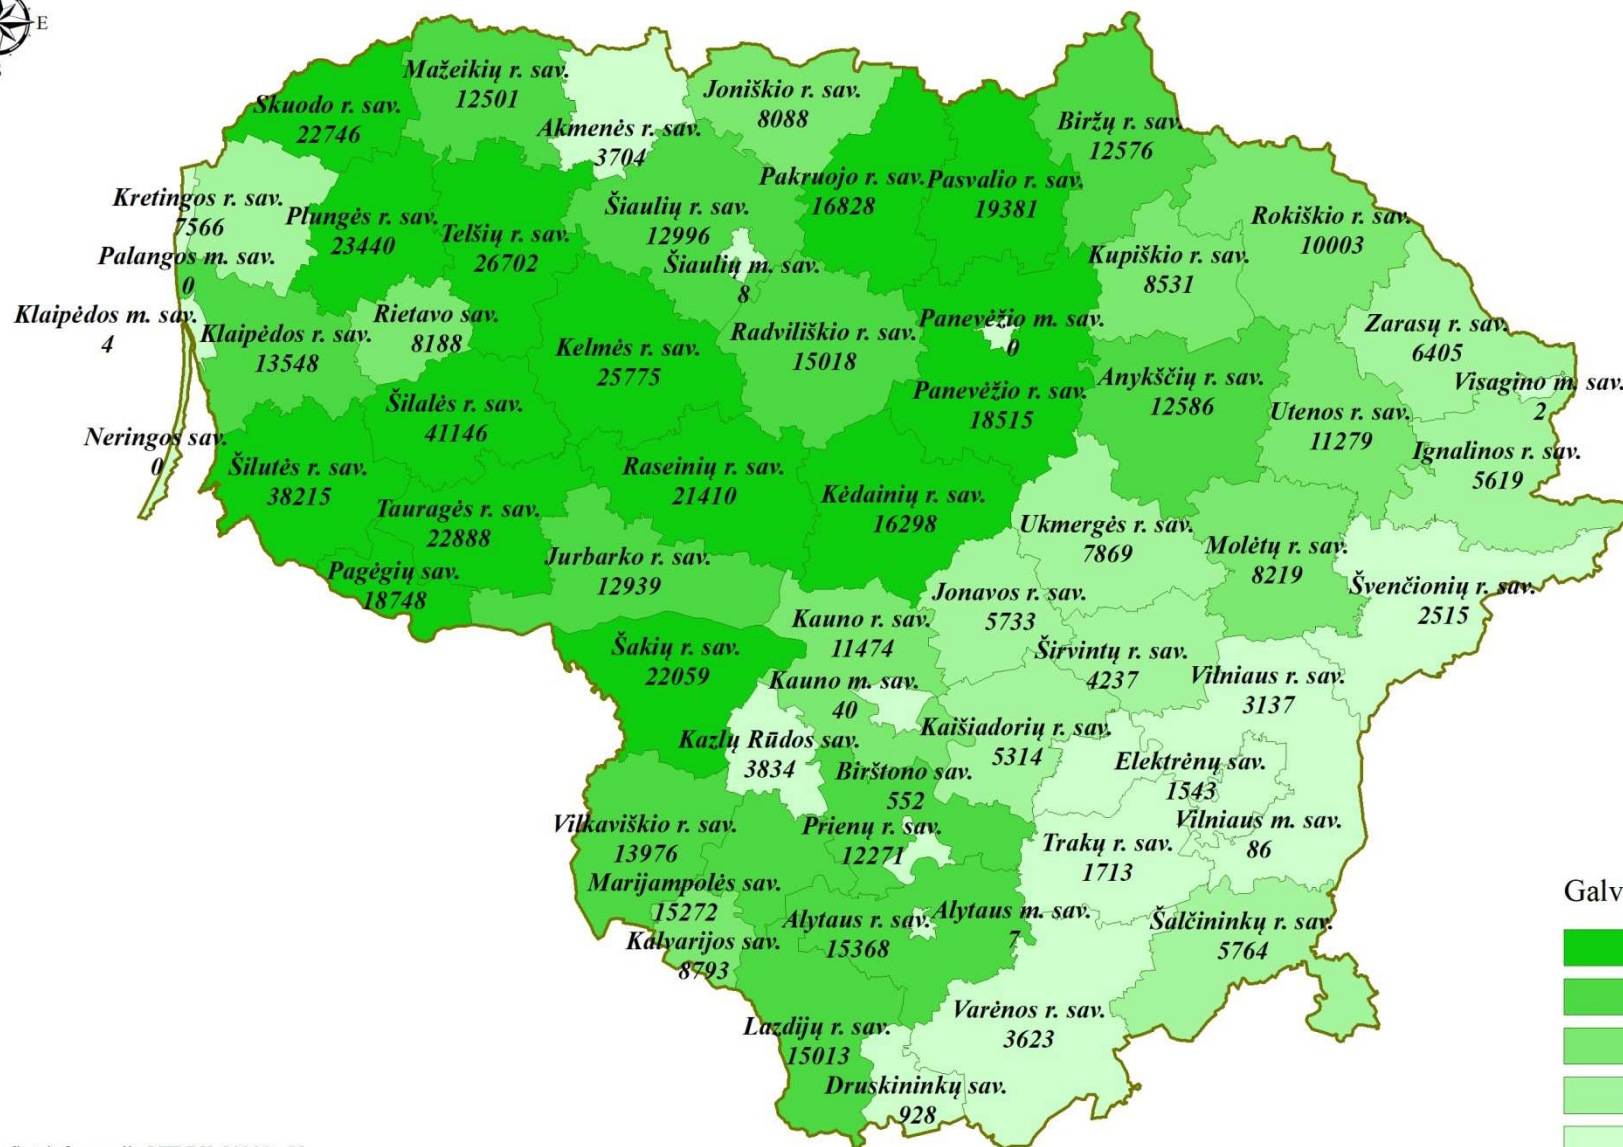 E
Mažeikių r. sav.
12501
Skuodo r. sav.
22746
Akmenės r. sav.
3704
Joniškio r. sav.
8088
Biržų r. sav.
12576
Kretingos r. sav.
7566
Plungės r. sav.
23440
Telšių r. sav.
26702
Šiaulių r. sav.
12996
Pakruojo r. sav.
16828
Pasvalio r. sav.
19381
Rokiškio r. sav.
10003
Palangos m. sav.
0
Šiaulių m. sav.
8
Kupiškio r. sav.
8531
Klaipėdos m. sav.
4
Klaipėdos r. sav.
13548
Rietavo sav.
8188
Kelmės r. sav.
25775
Radviliškio r. sav.
15018
Panevėžio m. sav.
0
Zarasų r. sav.
6405
Visagino m. sav.
2
Šilalės r. sav.
41146
Panevėžio r. sav.
18515
Anykščių r. sav.
12586
Utenos r. sav.
11279
Neringos sav.
0
Šilutės r. sav.
38215
Raseinių r. sav.
21410
Kėdainių r. sav.
16298
Ignalinos r. sav.
5619
Tauragės r. sav.
22888
Ukmergės r. sav.
7869
Molėtų r. sav.
8219
Pagėgių sav.
18748
Jurbarko r. sav.
12939
Jonavos r. sav.
5733
Švenčionių r. sav.
2515
Šakių r. sav.
22059
Kauno r. sav.
11474
Širvintų r. sav.
4237
Vilniaus r. sav.
3137
Kauno m. sav.
40
Kazlų Rūdos sav.
3834
Kaišiadorių r. sav.
5314
Elektrėnų sav.
1543
Birštono sav.
552
Vilkaviškio r. sav.
13976
Prienų r. sav.
12271
Vilniaus m. sav.
86
Trakų r. sav.
1713
Marijampolės sav.
15272
Alytaus r. sav.
15368
Alytaus m. sav.
7
Šalčininkų r. sav.
5764
Kalvarijos sav.
8793
Galv
Lazdijų r. sav.
15013
Varėnos r. sav.
3623
Druskininkų sav.
928